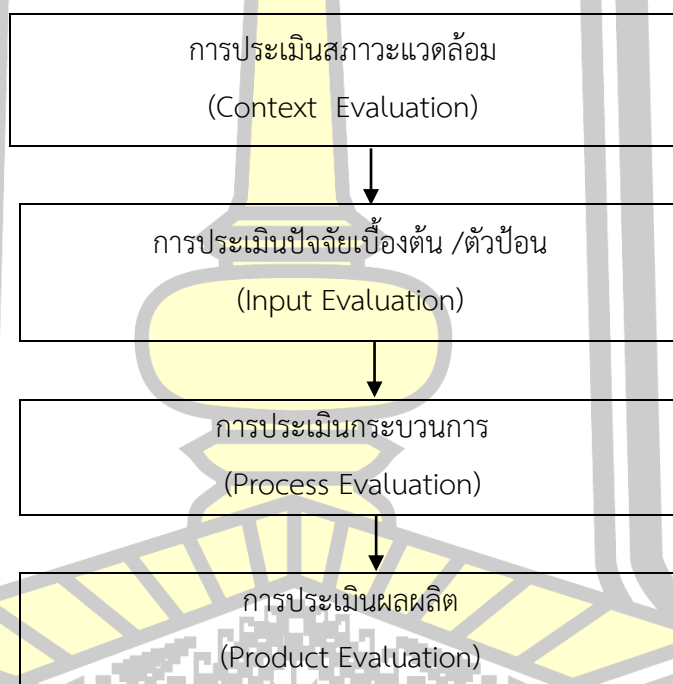 การประเมินสภาวะแวดล้อม
(Context Evaluation)
การประเมินปัจจัยเบื้องต้น /ตัวป้อน
(Input Evaluation)
การประเมินกระบวนการ
(Process Evaluation)
การประเมินผลผลิต
(Product Evaluation)